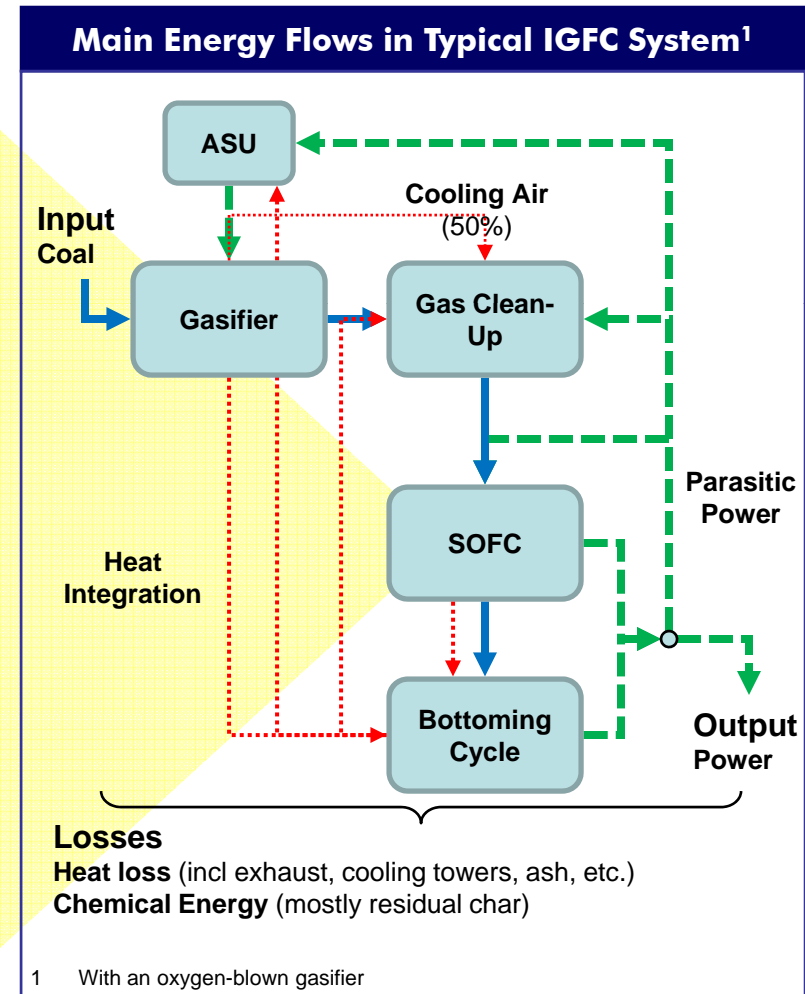 Main Energy Flows in Typical IGFC System1
ASU
Cooling Air
(50%)
Input
Coal
Gasifier
Gas Clean-
Up
Parasitic
Power
SOFC
Heat
Integration
Bottoming
Cycle
Output
Power
Losses
Heat loss (incl exhaust, cooling towers, ash, etc.)
Chemical Energy (mostly residual char)
1 With an oxygen-blown gasifier